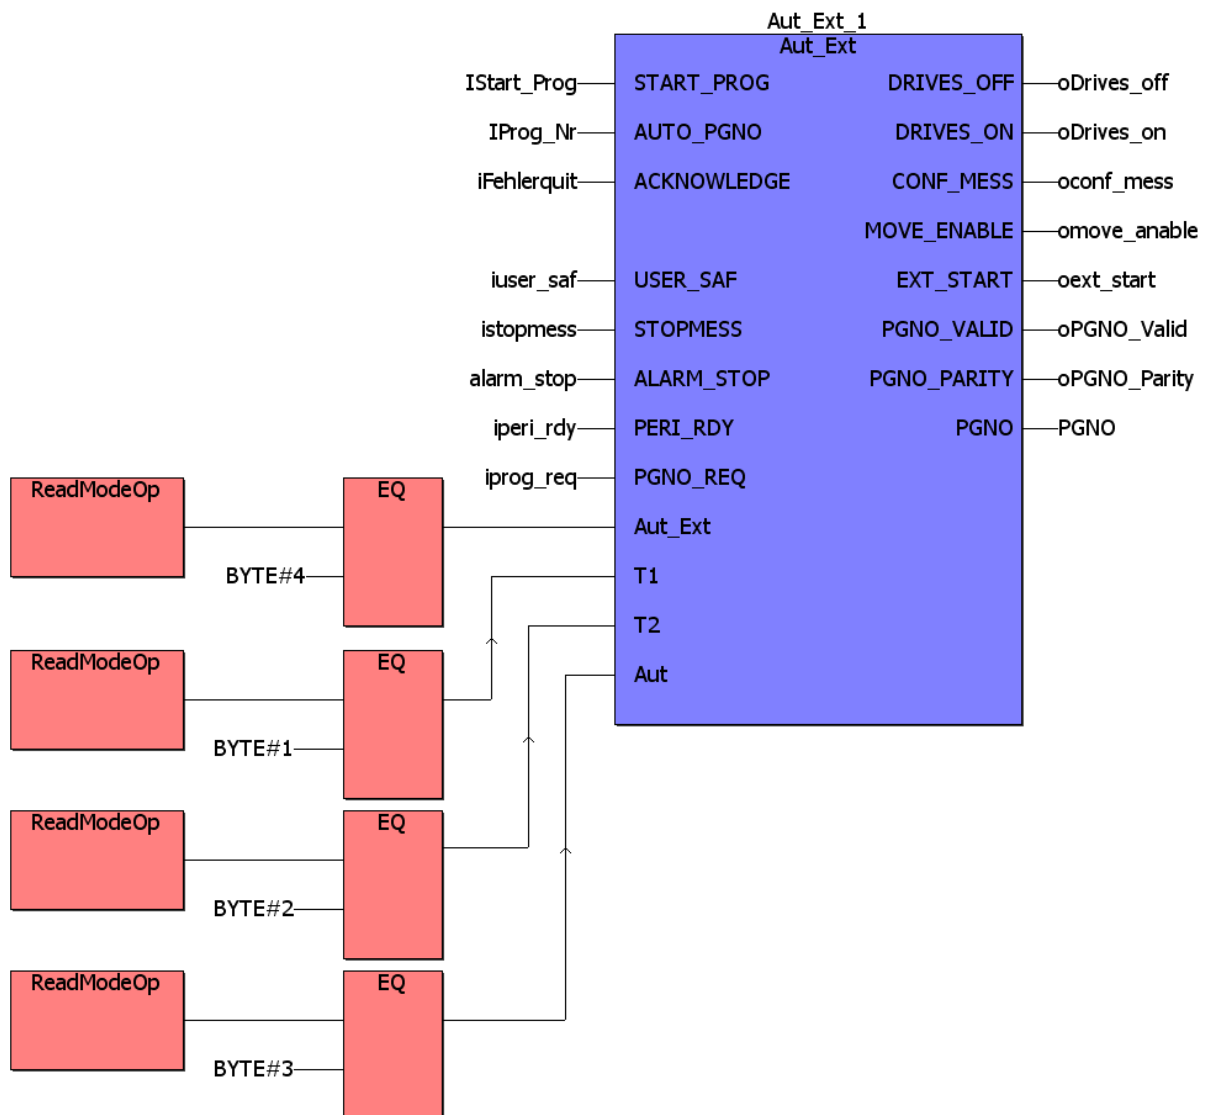 Aut_Ext_1
Aut_Ext
IStart_Prog START_PROG DRIVES_OFF oDrives_off
IProg_Nr AUTO_PGNO DRIVES_ON oDrives_on
iFehlerquit ACKNOWLEDGE CONF_MESS oconf_mess
MOVE_ENABLE omove_anable
iuser_saf USER_SAF EXT_START oext_start
istopmess STOPMESS PGNO_VALID oPGNO_Valid
alarm_stop ALARM_STOP PGNO_PARITY oPGNO_Parity
iperi_rdy PERI_RDY PGNO PGNO
iprog_req PGNO_REQ
ReadModeOp EQ
Aut_Ext
BYTE#4 T1
T2
ReadModeOp EQ
Aut
BYTE#1
ReadModeOp EQ
BYTE#2
ReadModeOp EQ
BYTE#3